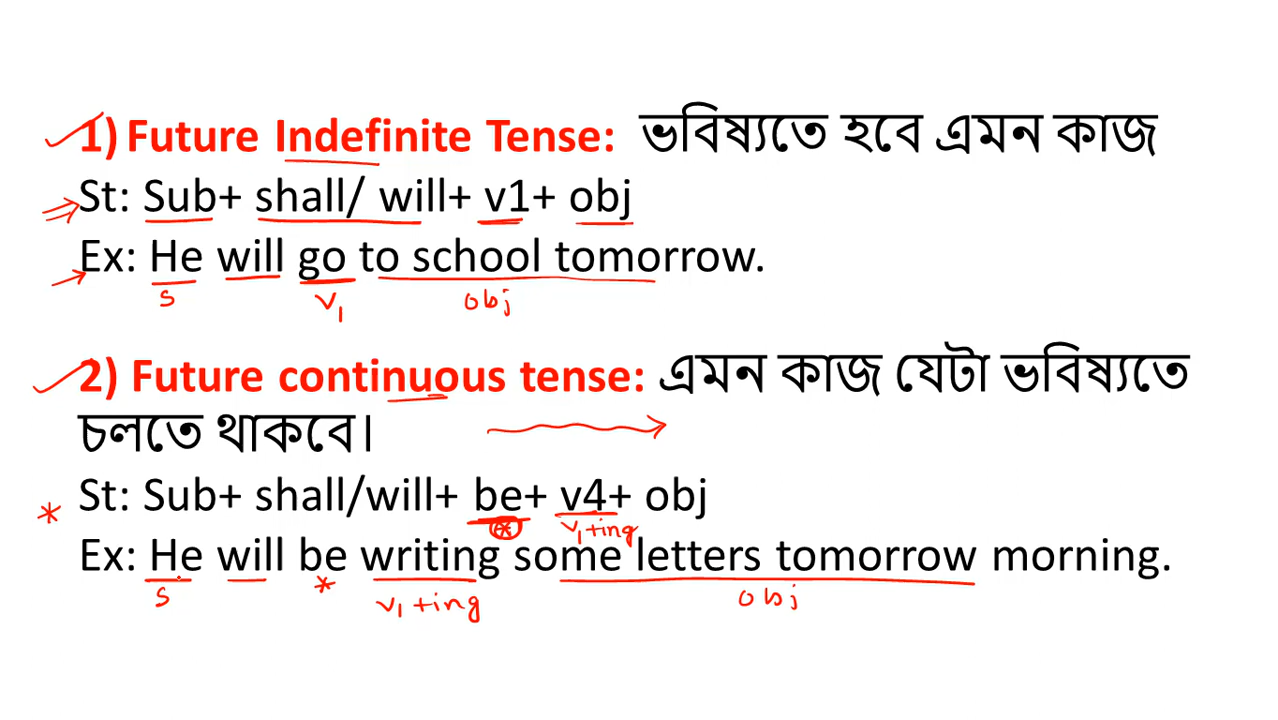 1) Future Indefinite Tense: ভবিষ্যতে হবে এমন কাজ
St: Sub+ shall/ will+ v1+ obj
Ex: He will go to school tomorrow.
s v1 obj
2) Future continuous tense: এমন কাজ যেটা ভবিষ্যতে
চলতে থাকবে।
St: Sub+ shall/will+ be+ v4+ obj
* v1+ing
Ex: He will be writing some letters tomorrow morning.
s * v1+ing obj